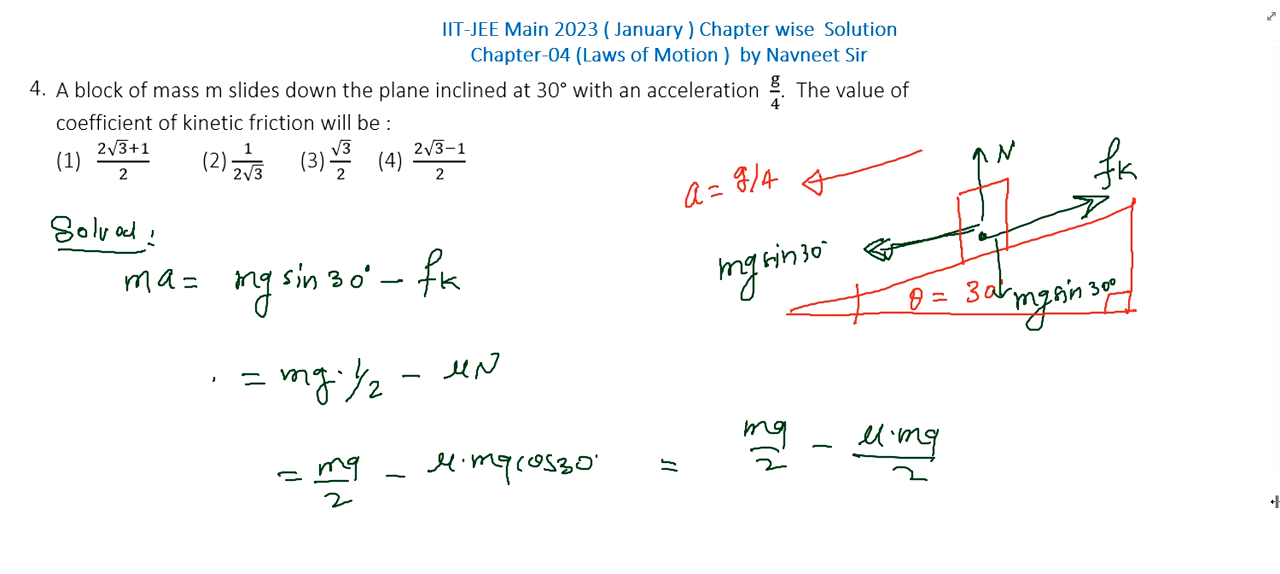 IIT-JEE Main 2023 ( January ) Chapter wise Solution
Chapter-04 (Laws of Motion ) by Navneet Sir
4. A block of mass m slides down the plane inclined at 30° with an acceleration g/4. The value of
coefficient of kinetic friction will be :
(1) 2√3+1/2 (2) 1/2√3 (3) √3/2 (4) 2√3−1/2
a = g/4
N
fK
mg sin 30°
θ = 30
mg sin 30°
ma = mg sin 30° − fK
= mg · 1/2 − μN
= mg/2 − μ · mg cos 30° = mg/2 − μ · mg/2